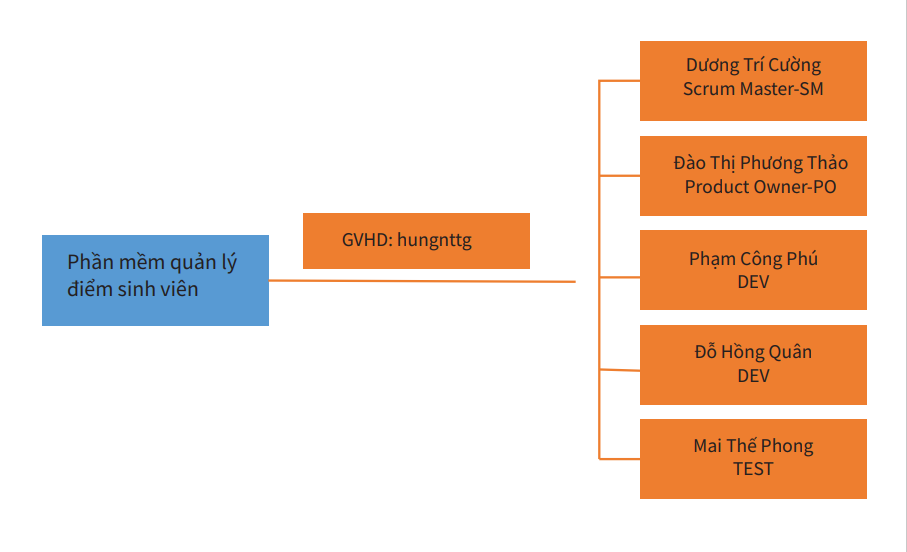 Phần mềm quản lý
điểm sinh viên
GVHD: hungnttg
Dương Trí Cường
Scrum Master-SM
Đào Thị Phương Thảo
Product Owner-PO
Phạm Công Phú
DEV
Đỗ Hồng Quân
DEV
Mai Thế Phong
TEST